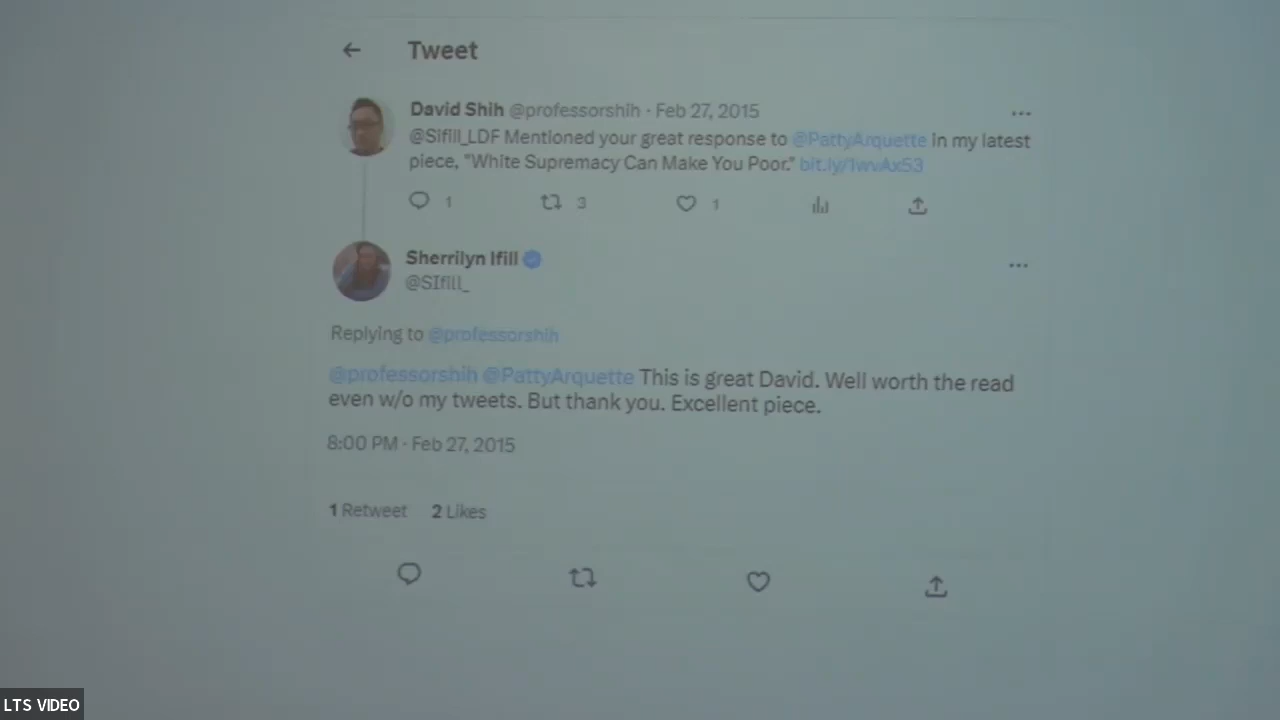 Tweet
David Shih @professorshih · Feb 27, 2015
@SIfill_LDF Mentioned your great response to @PattyArquette in my latest
piece, "White Supremacy Can Make You Poor." bit.ly/1wvAx53
1 3 1
Sherrilyn Ifill
@SIfill_
Replying to @professorshih
@professorshih @PattyArquette This is great David. Well worth the read
even w/o my tweets. But thank you. Excellent piece.
8:00 PM · Feb 27, 2015
1 Retweet 2 Likes
LTS VIDEO